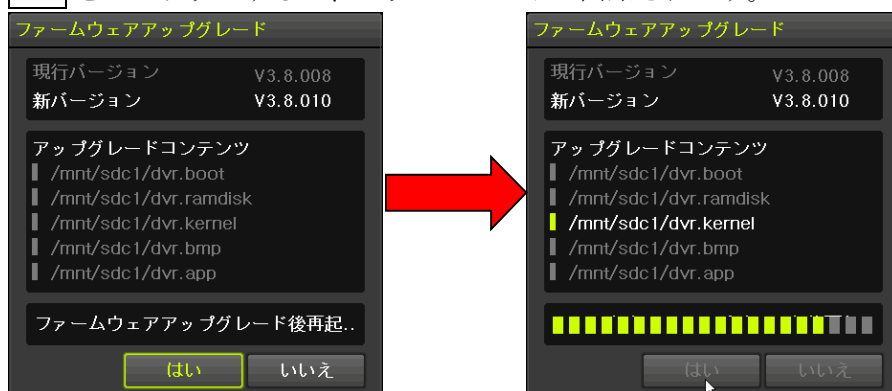 ファームウェアアップグレード
現行バージョン V3.8.008
新バージョン V3.8.010
アップグレードコンテンツ
/mnt/sdc1/dvr.boot
/mnt/sdc1/dvr.ramdisk
/mnt/sdc1/dvr.kernel
/mnt/sdc1/dvr.bmp
/mnt/sdc1/dvr.app
ファームウェアアップグレード後再起..
はい いいえ
ファームウェアアップグレード
現行バージョン V3.8.008
新バージョン V3.8.010
アップグレードコンテンツ
/mnt/sdc1/dvr.boot
/mnt/sdc1/dvr.ramdisk
/mnt/sdc1/dvr.kernel
/mnt/sdc1/dvr.bmp
/mnt/sdc1/dvr.app
はい いいえ